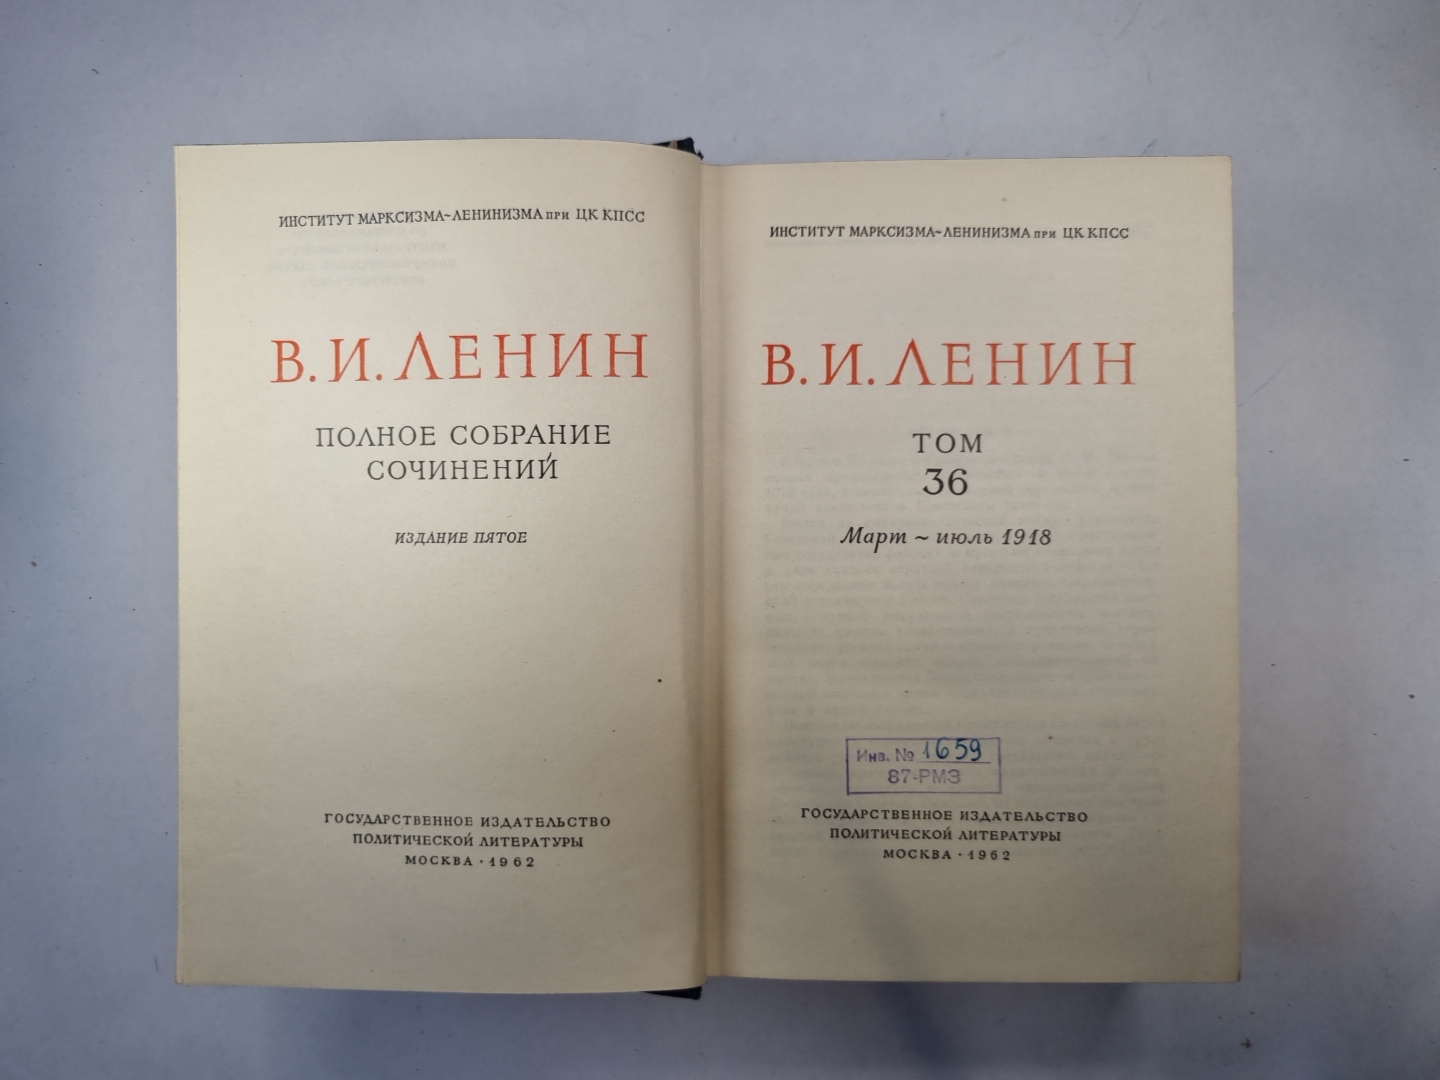 ИНСТИТУТ МАРКСИЗМА~ЛЕНИНИЗМА ПРИ ЦК КПСС
В. И. ЛЕНИН
ПОЛНОЕ СОБРАНИЕ
СОЧИНЕНИЙ
ИЗДАНИЕ ПЯТОЕ
ГОСУДАРСТВЕННОЕ ИЗДАТЕЛЬСТВО
ПОЛИТИЧЕСКОЙ ЛИТЕРАТУРЫ
МОСКВА · 1962
ИНСТИТУТ МАРКСИЗМА~ЛЕНИНИЗМА ПРИ ЦК КПСС
В. И. ЛЕНИН
ТОМ
36
Март ~ июль 1918
Инв. № 1659
87-РМЗ
ГОСУДАРСТВЕННОЕ ИЗДАТЕЛЬСТВО
ПОЛИТИЧЕСКОЙ ЛИТЕРАТУРЫ
МОСКВА · 1962